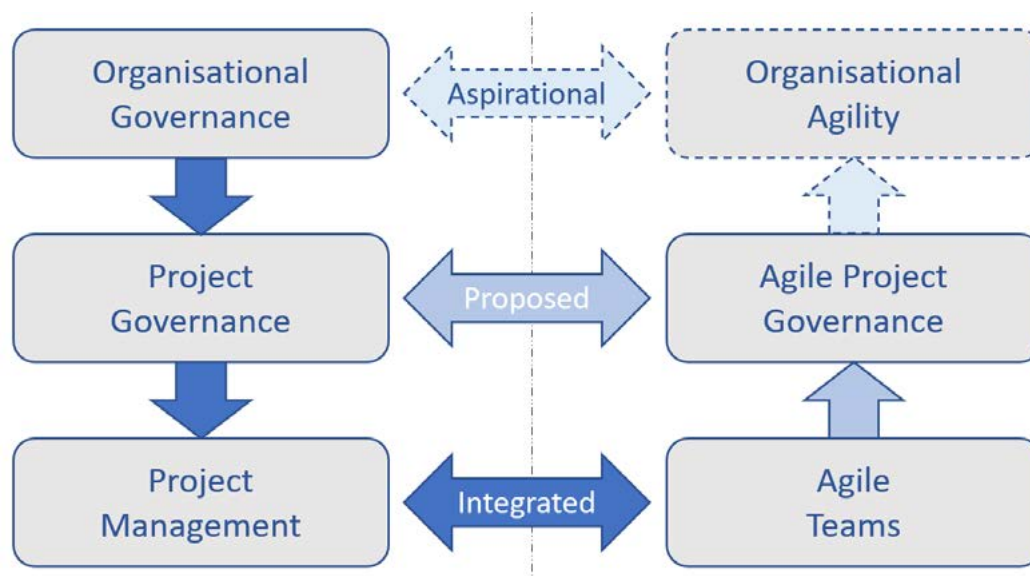 Organisational
Governance
Aspirational
Organisational
Agility
Project
Governance
Proposed
Agile Project
Governance
Project
Management
Integrated
Agile
Teams